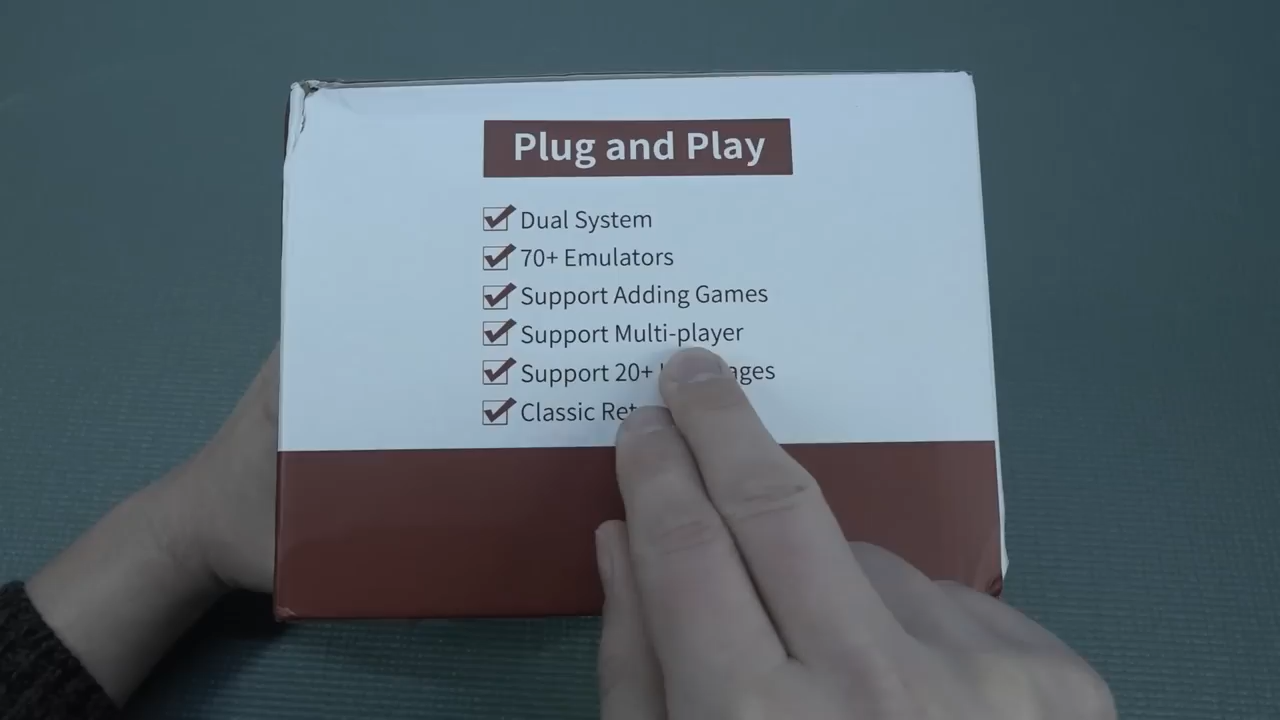 Plug and Play
Dual System
70+ Emulators
Support Adding Games
Support Multi-player
Support 20+
Classic